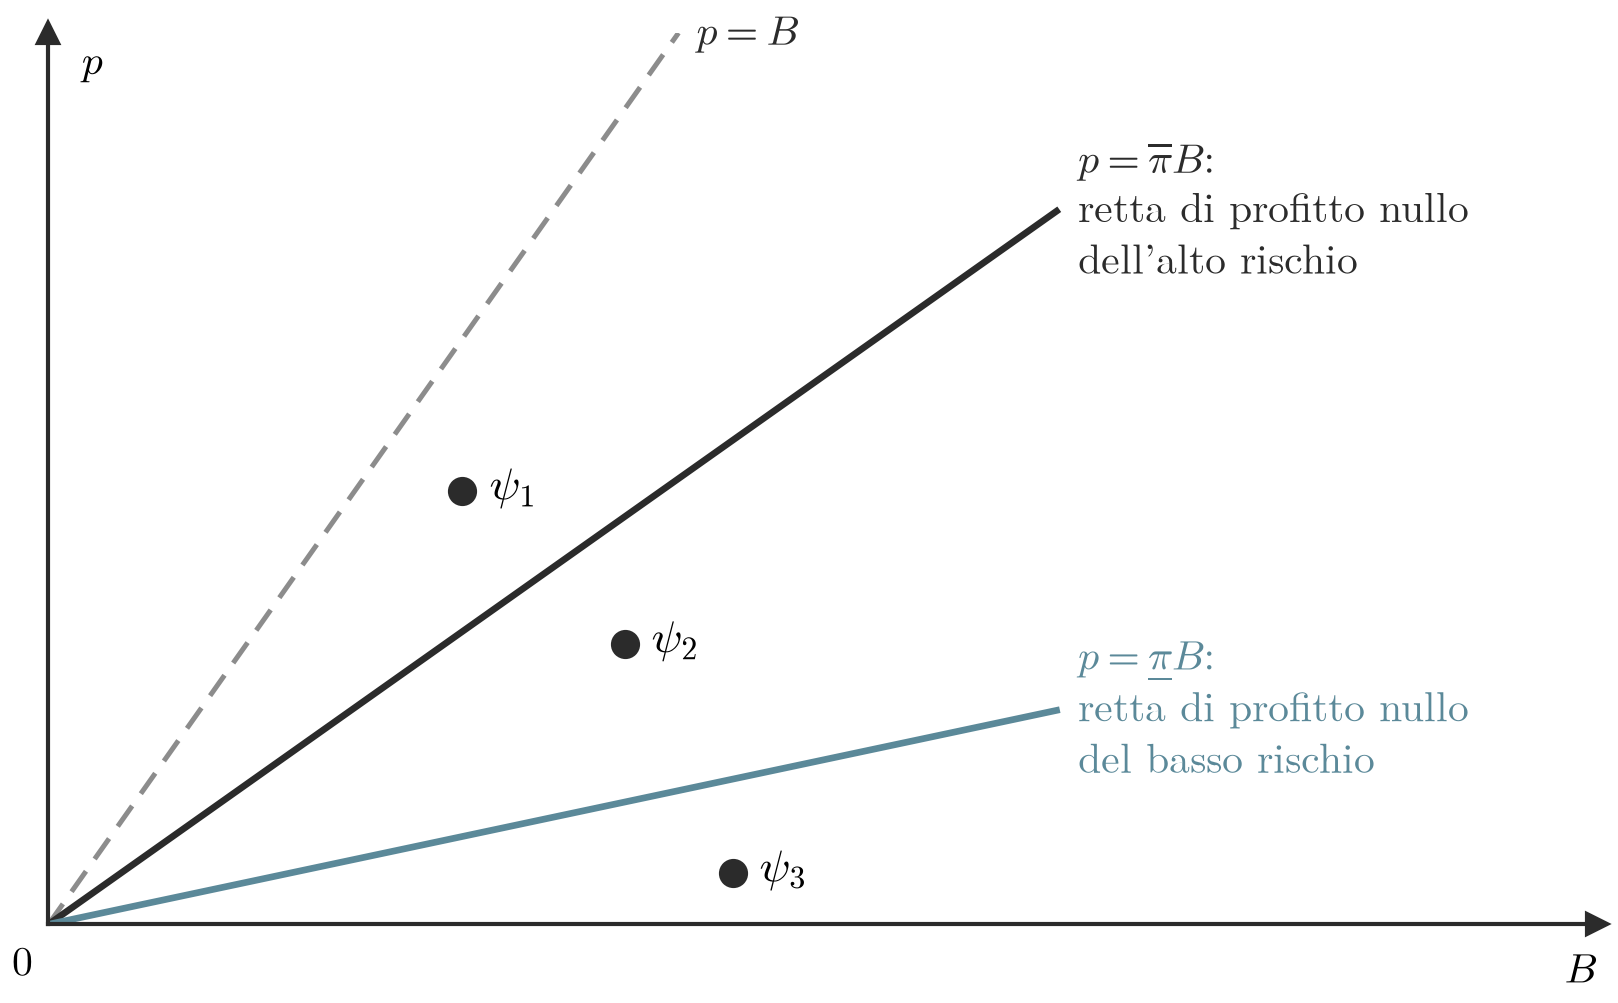 p = B
p
p = π̅B:
retta di profitto nullo
dell'alto rischio
ψ₁
ψ₂
p = π̲B:
retta di profitto nullo
del basso rischio
ψ₃
0
B